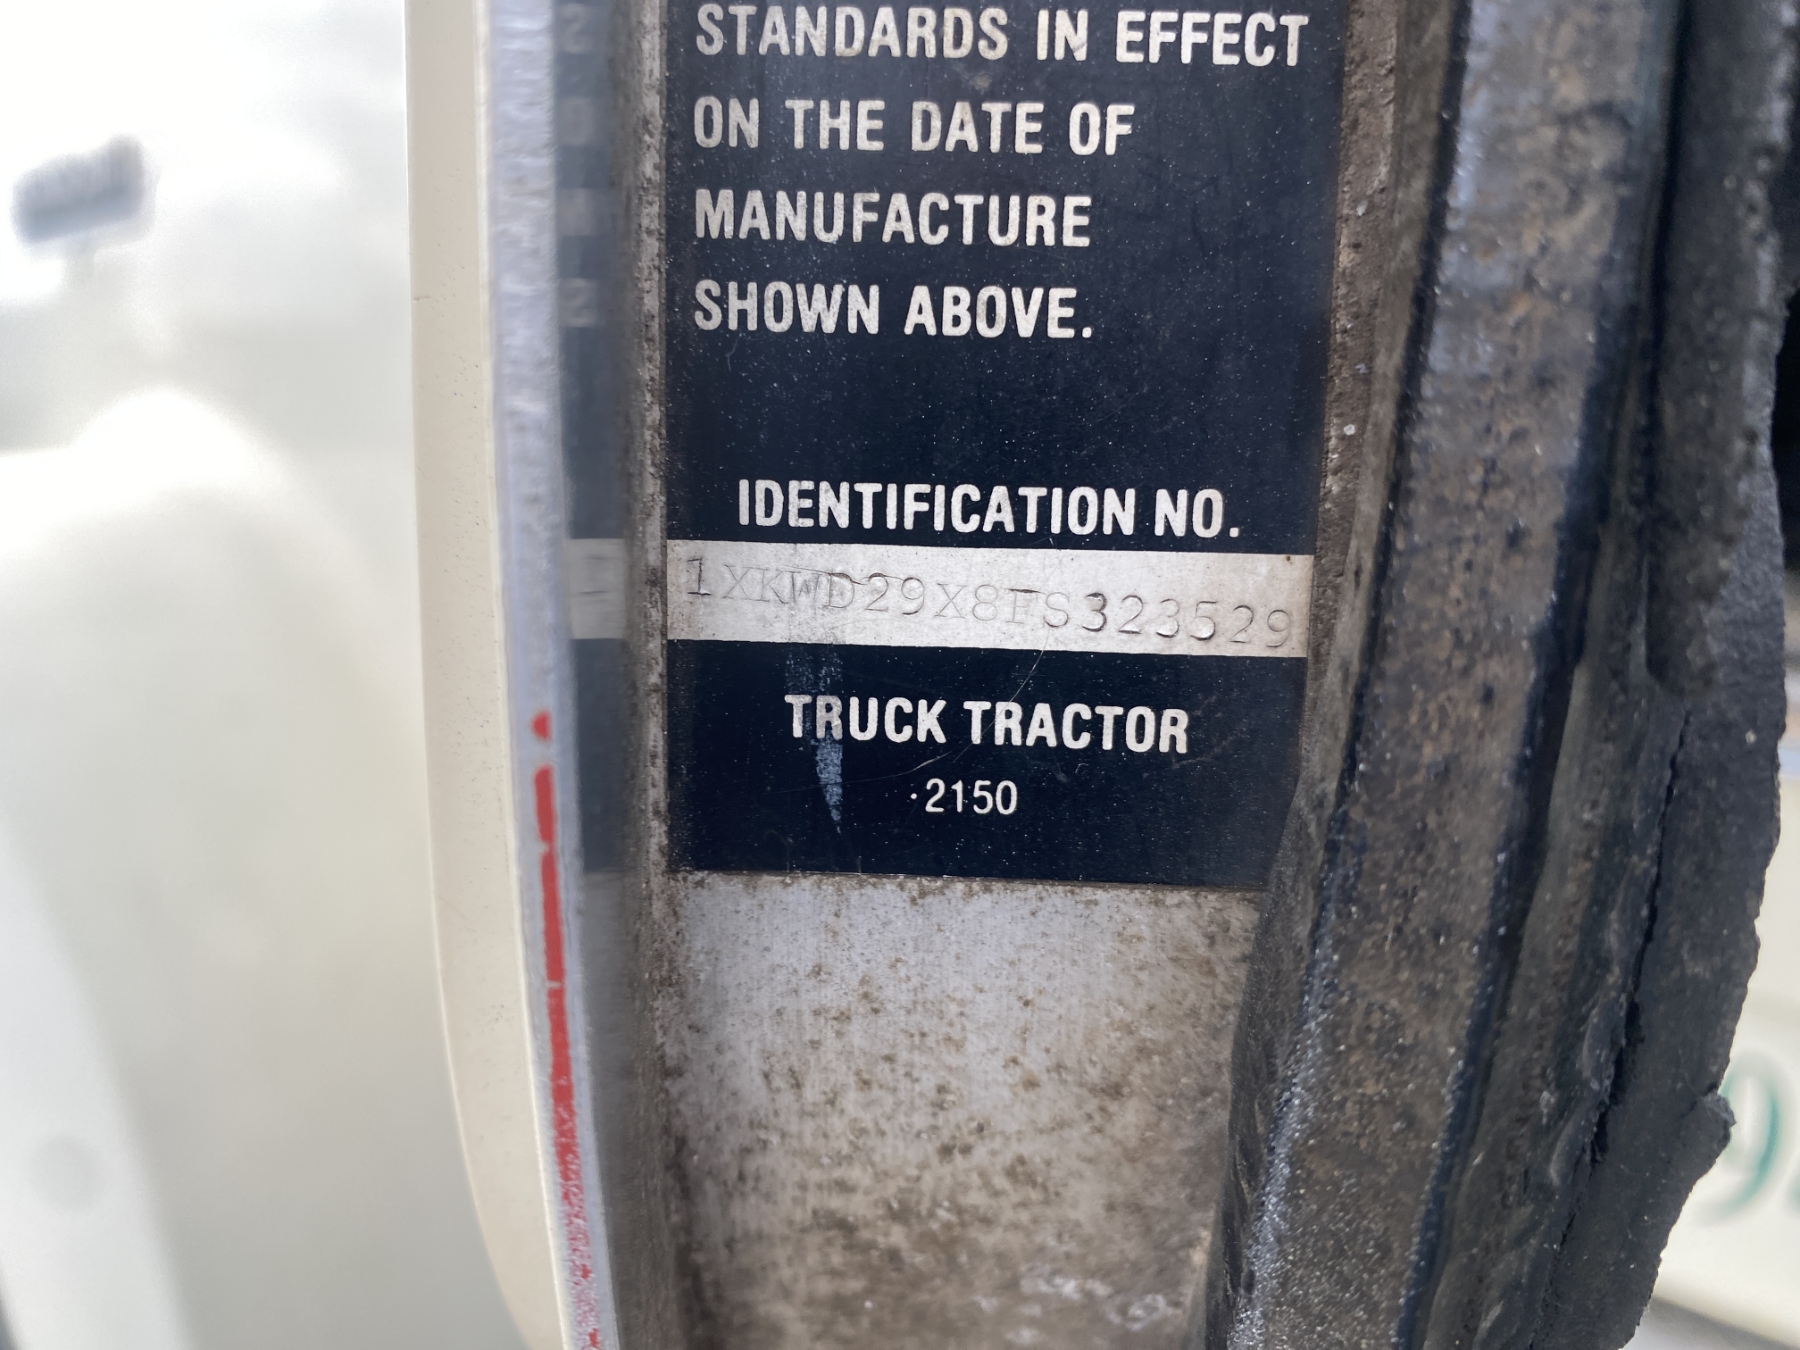 STANDARDS IN EFFECT
ON THE DATE OF
MANUFACTURE
SHOWN ABOVE.
IDENTIFICATION NO.
1XKWD29X8FS323529
TRUCK TRACTOR
·2150